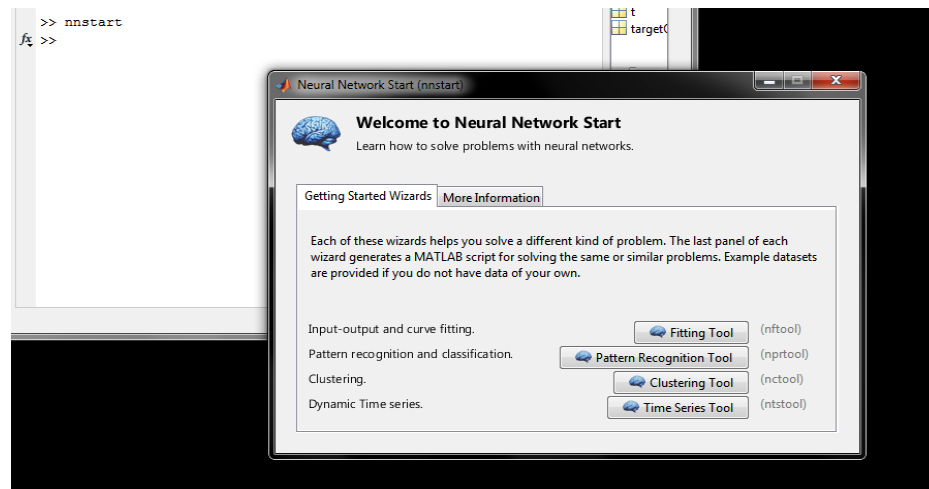 >> nnstart
fx >>
t
target
Neural Network Start (nnstart)
Welcome to Neural Network Start
Learn how to solve problems with neural networks.
Getting Started Wizards More Information
Each of these wizards helps you solve a different kind of problem. The last panel of each
wizard generates a MATLAB script for solving the same or similar problems. Example datasets
are provided if you do not have data of your own.
Input-output and curve fitting. Fitting Tool (nftool)
Pattern recognition and classification. Pattern Recognition Tool (nprtool)
Clustering. Clustering Tool (nctool)
Dynamic Time series. Time Series Tool (ntstool)